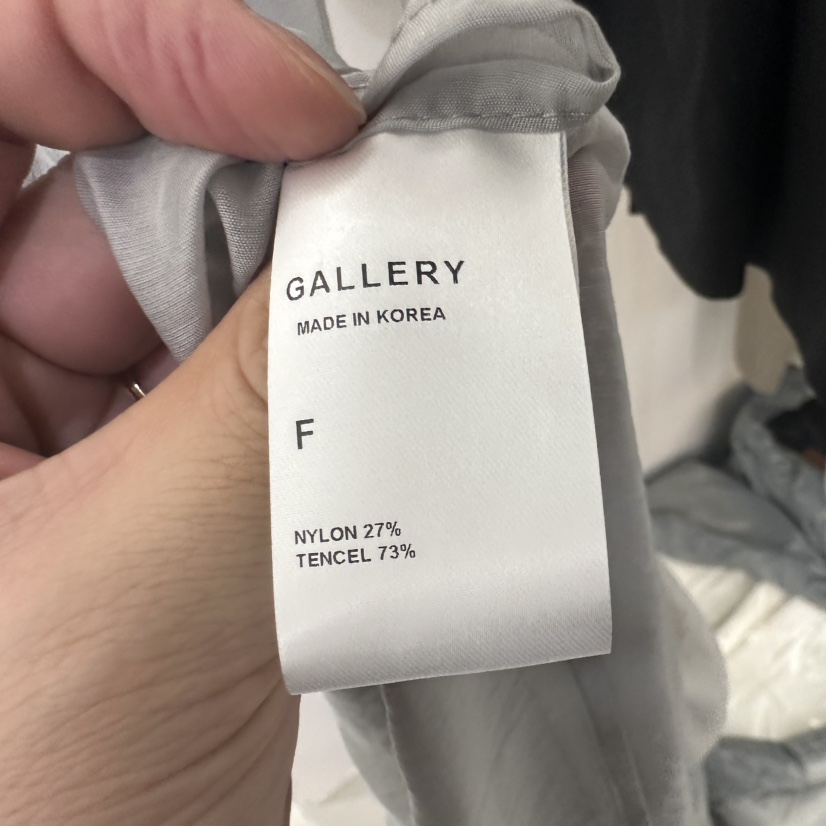 GALLERY
MADE IN KOREA
F
NYLON 27%
TENCEL 73%